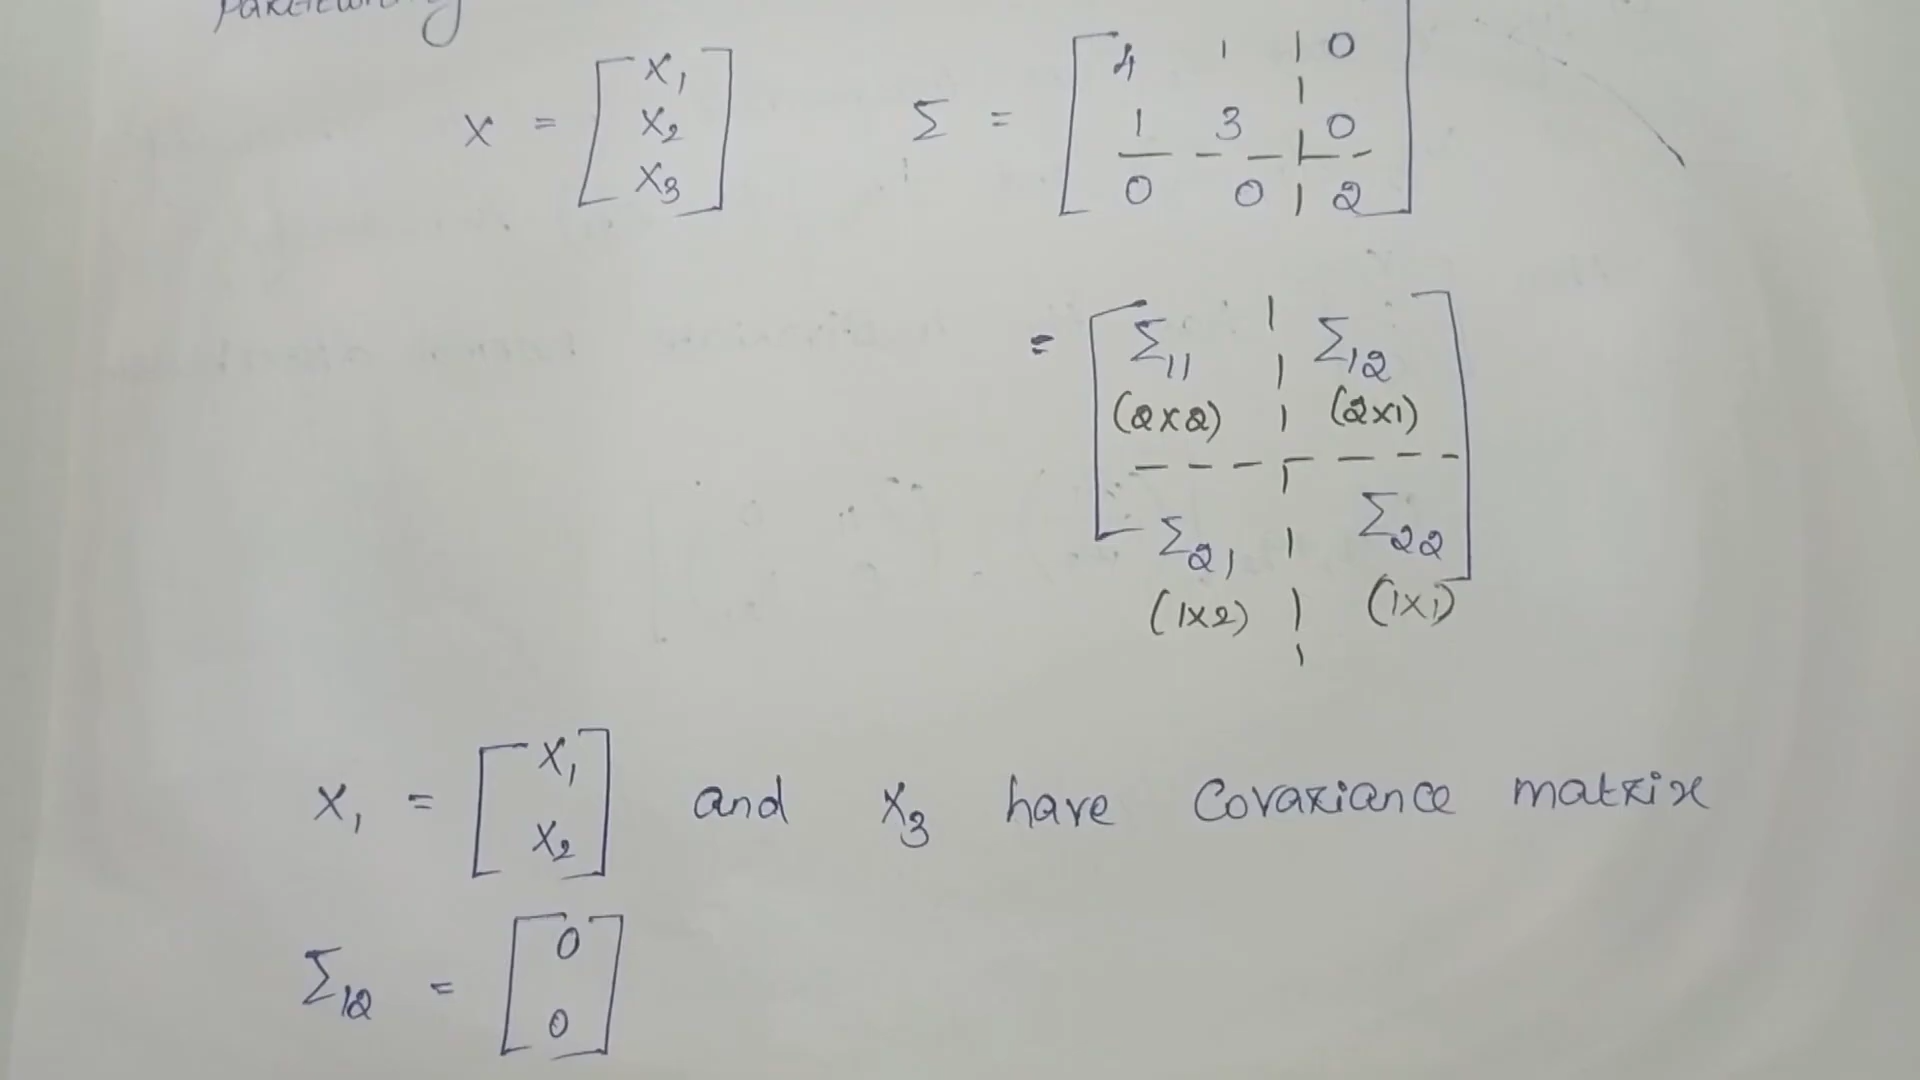 Partitioning
X = [ X₁ X₂ X₃ ] Σ = [ 4 1 | 0
1 3 | 0
0 0 | 2 ]
= [ Σ₁₁ | Σ₁₂
(2x2) | (2x1)
Σ₂₁ | Σ₂₂ ]
(1x2) | (1x1)
X₁ = [ X₁ X₂ ] and X₃ have Covariance matrix
Σ₁₂ = [ 0 0 ]